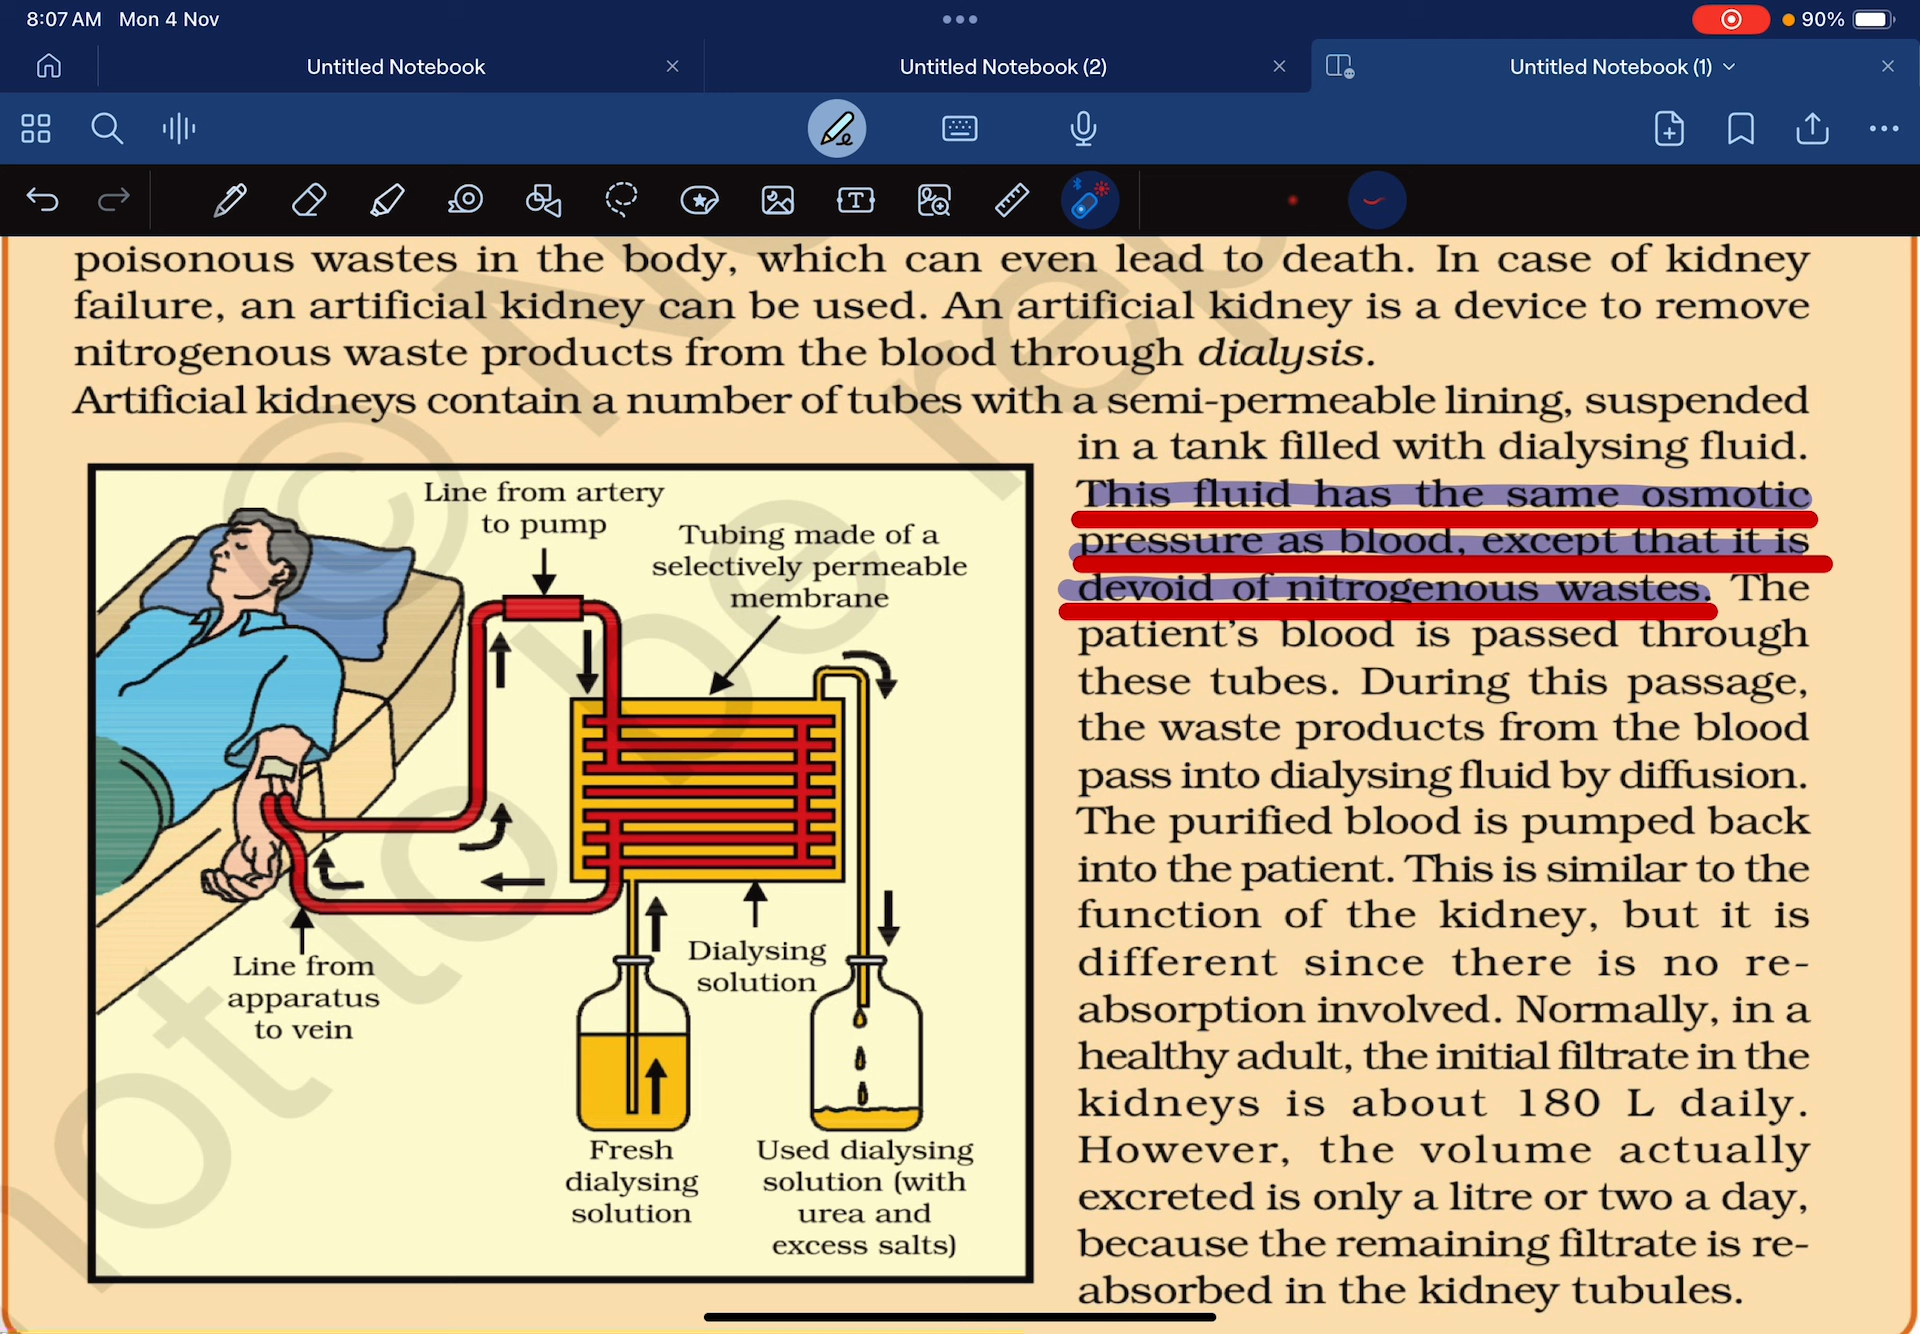 8:07 AM Mon 4 Nov
90%
Untitled Notebook
Untitled Notebook (2)
Untitled Notebook (1)
poisonous wastes in the body, which can even lead to death. In case of kidney
failure, an artificial kidney can be used. An artificial kidney is a device to remove
nitrogenous waste products from the blood through dialysis.
Artificial kidneys contain a number of tubes with a semi-permeable lining, suspended
in a tank filled with dialysing fluid.
This fluid has the same osmotic
pressure as blood, except that it is
devoid of nitrogenous wastes. The
patient's blood is passed through
these tubes. During this passage,
the waste products from the blood
pass into dialysing fluid by diffusion.
The purified blood is pumped back
into the patient. This is similar to the
function of the kidney, but it is
different since there is no re-
absorption involved. Normally, in a
healthy adult, the initial filtrate in the
kidneys is about 180 L daily.
However, the volume actually
excreted is only a litre or two a day,
because the remaining filtrate is re-
absorbed in the kidney tubules.
Line from artery
to pump
Tubing made of a
selectively permeable
membrane
Line from
apparatus
to vein
Dialysing
solution
Fresh
dialysing
solution
Used dialysing
solution (with
urea and
excess salts)
not to be rep
© N